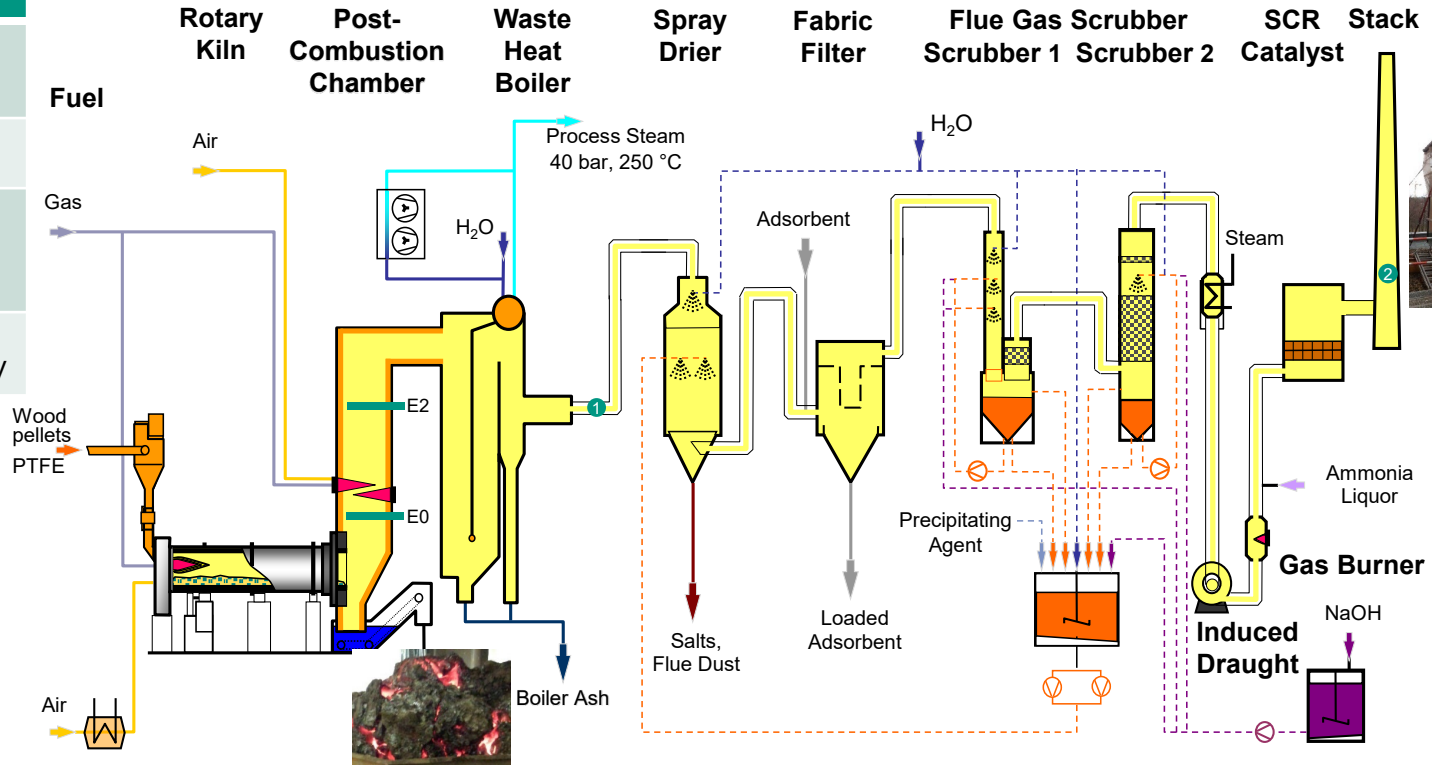 Rotary
Kiln
Post-
Combustion
Chamber
Waste
Heat
Boiler
Spray
Drier
Fabric
Filter
Flue Gas Scrubber
Scrubber 1 Scrubber 2
SCR
Catalyst
Stack
Fuel
Air
Process Steam
40 bar, 250 °C
H₂O
Gas
H₂O
Adsorbent
Steam
2
y
E2
1
Wood
pellets
PTFE
E0
Ammonia
Liquor
Precipitating
Agent
Gas Burner
Loaded
Adsorbent
Salts,
Flue Dust
Induced
Draught
NaOH
Boiler Ash
Air